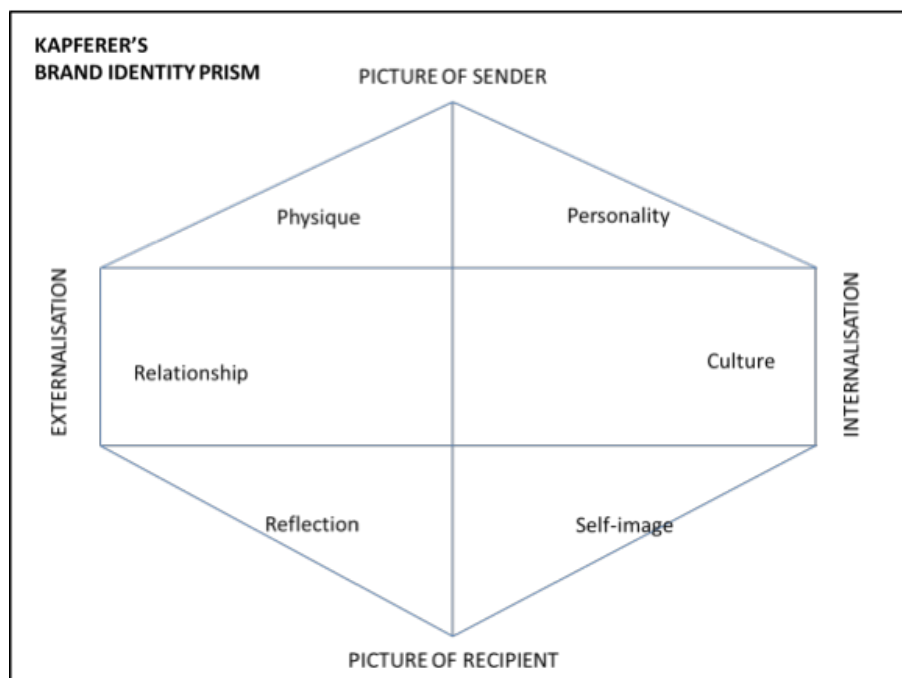 KAPFERER'S
BRAND IDENTITY PRISM
PICTURE OF SENDER
Physique
Personality
EXTERNALISATION
INTERNALISATION
Relationship
Culture
Reflection
Self-image
PICTURE OF RECIPIENT